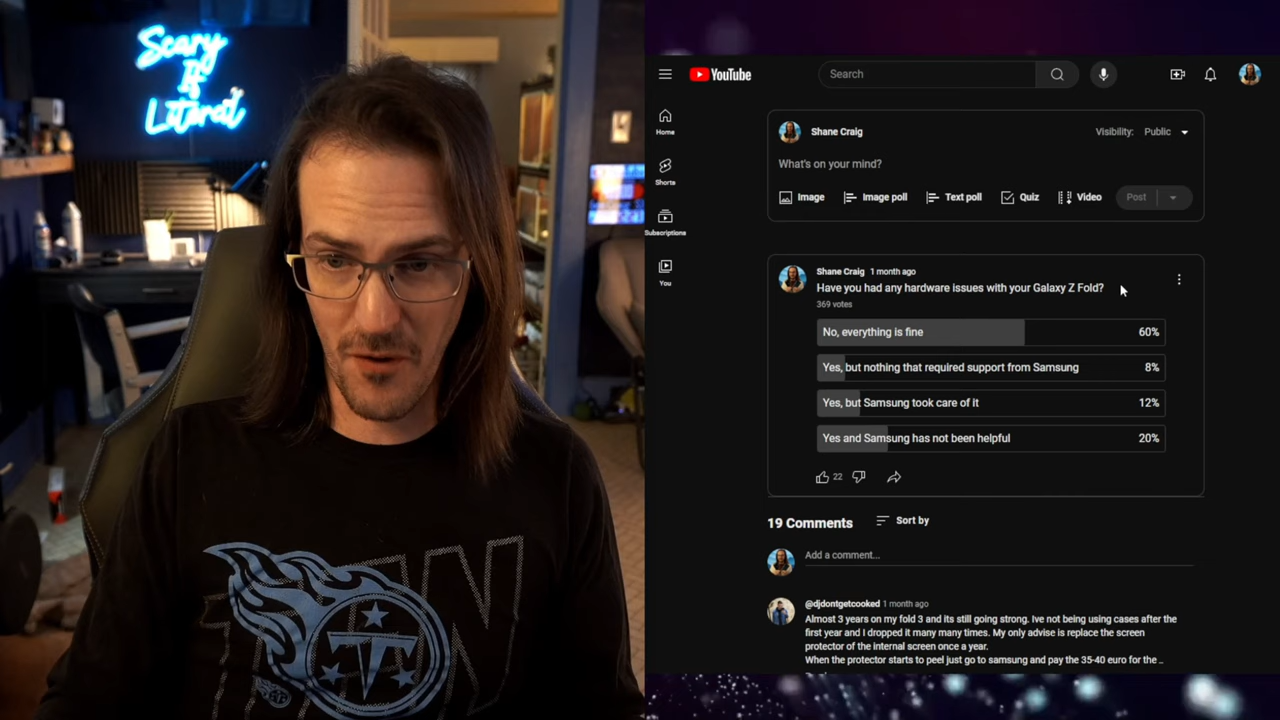 Scary
If
Literal
TEN
T
YouTube
Search
Home
Shorts
Subscriptions
You
Shane Craig
Visibility: Public
What's on your mind?
Image
Image poll
Text poll
Quiz
Video
Post
Shane Craig 1 month ago
Have you had any hardware issues with your Galaxy Z Fold?
369 votes
No, everything is fine 60%
Yes, but nothing that required support from Samsung 8%
Yes, but Samsung took care of it 12%
Yes and Samsung has not been helpful 20%
22
19 Comments
Sort by
Add a comment...
@djdontgetcooked 1 month ago
Almost 3 years on my fold 3 and its still going strong. Ive not being using cases after the
first year and I dropped it many many times. My only advise is replace the screen
protector of the internal screen once a year.
When the protector starts to peel just go to samsung and pay the 35-40 euro for the ..